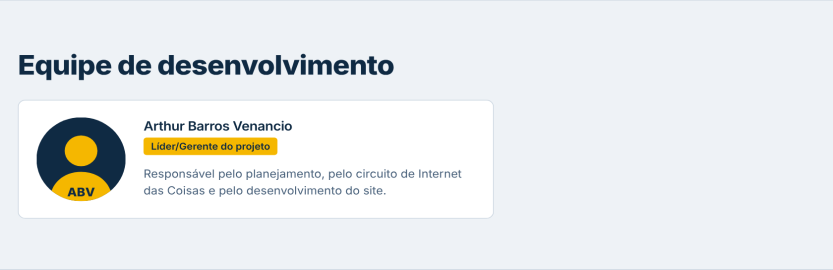 Equipe de desenvolvimento
Arthur Barros Venancio
Líder/Gerente do projeto
Responsável pelo planejamento, pelo circuito de Internet
das Coisas e pelo desenvolvimento do site.
ABV